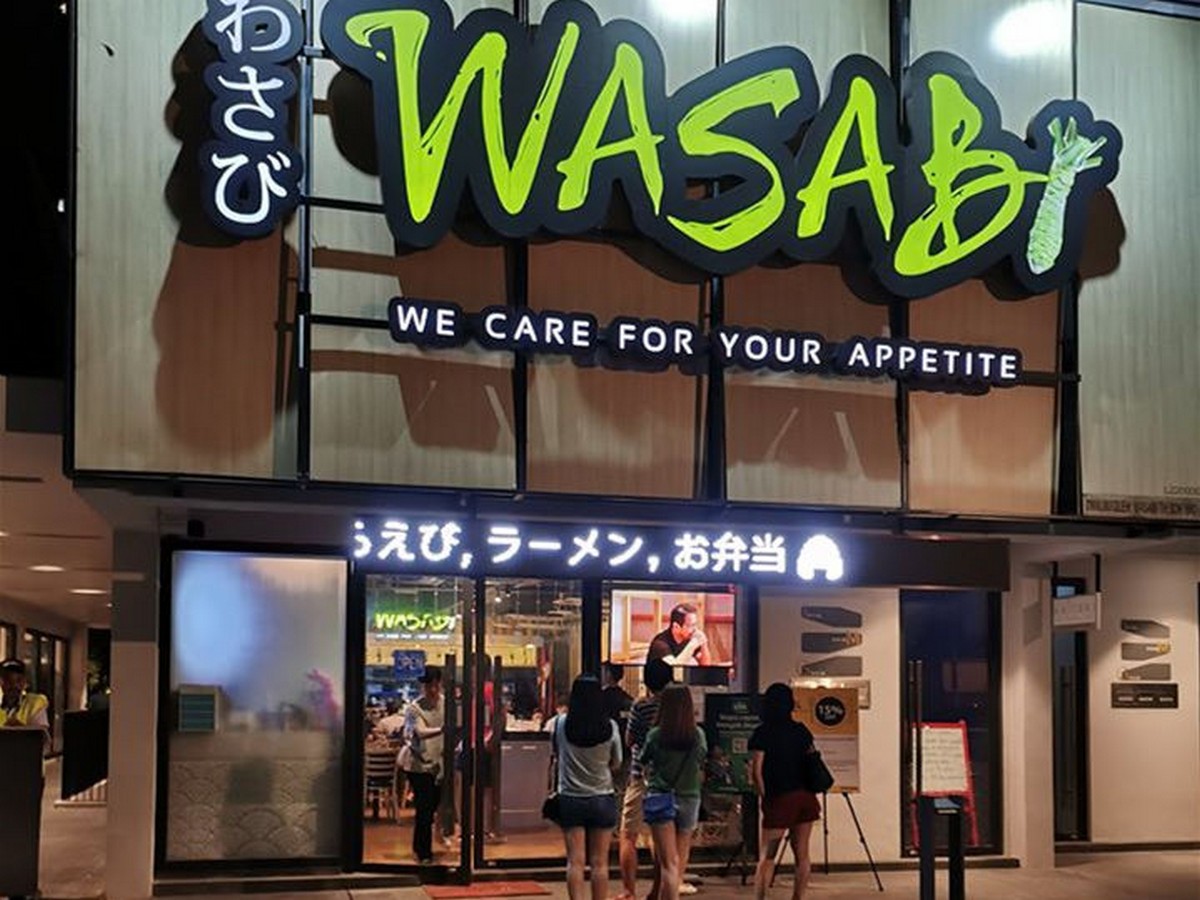 わさび
WASABi
WE CARE FOR YOUR APPETITE
えび, ラーメン, お弁当
WASABi
OPEN
15%